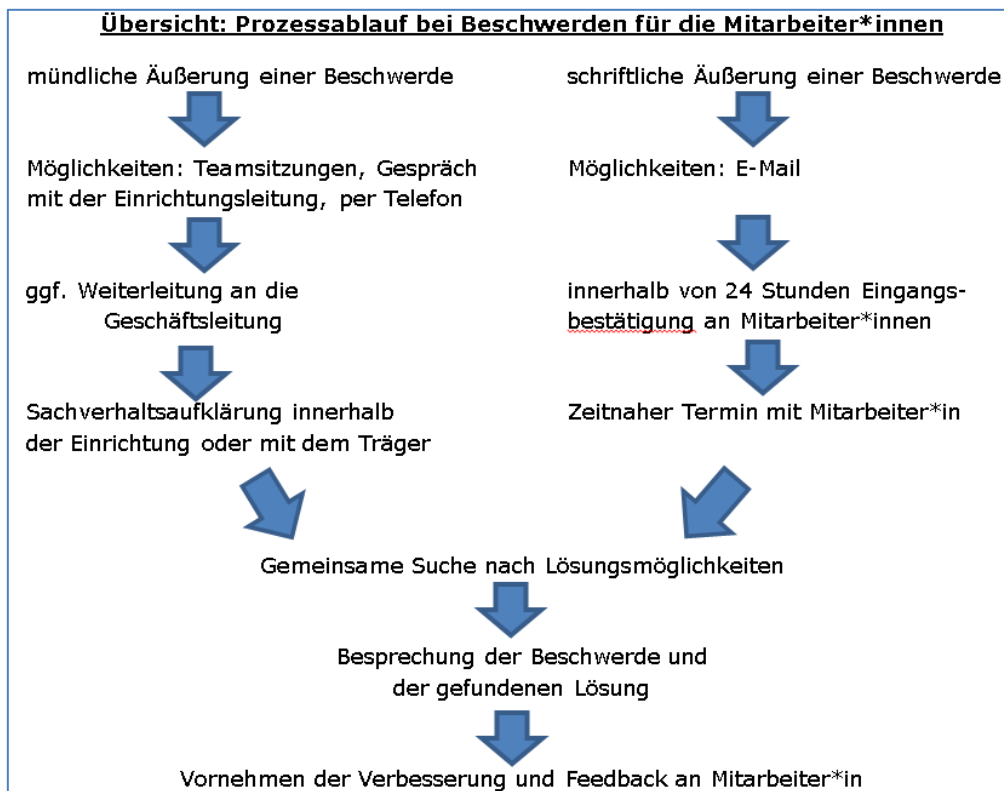 Übersicht: Prozessablauf bei Beschwerden für die Mitarbeiter*innen
mündliche Äußerung einer Beschwerde
schriftliche Äußerung einer Beschwerde
Möglichkeiten: Teamsitzungen, Gespräch
mit der Einrichtungsleitung, per Telefon
Möglichkeiten: E-Mail
ggf. Weiterleitung an die
Geschäftsleitung
innerhalb von 24 Stunden Eingangs-
bestätigung an Mitarbeiter*innen
Sachverhaltsaufklärung innerhalb
der Einrichtung oder mit dem Träger
Zeitnaher Termin mit Mitarbeiter*in
Gemeinsame Suche nach Lösungsmöglichkeiten
Besprechung der Beschwerde und
der gefundenen Lösung
Vornehmen der Verbesserung und Feedback an Mitarbeiter*in